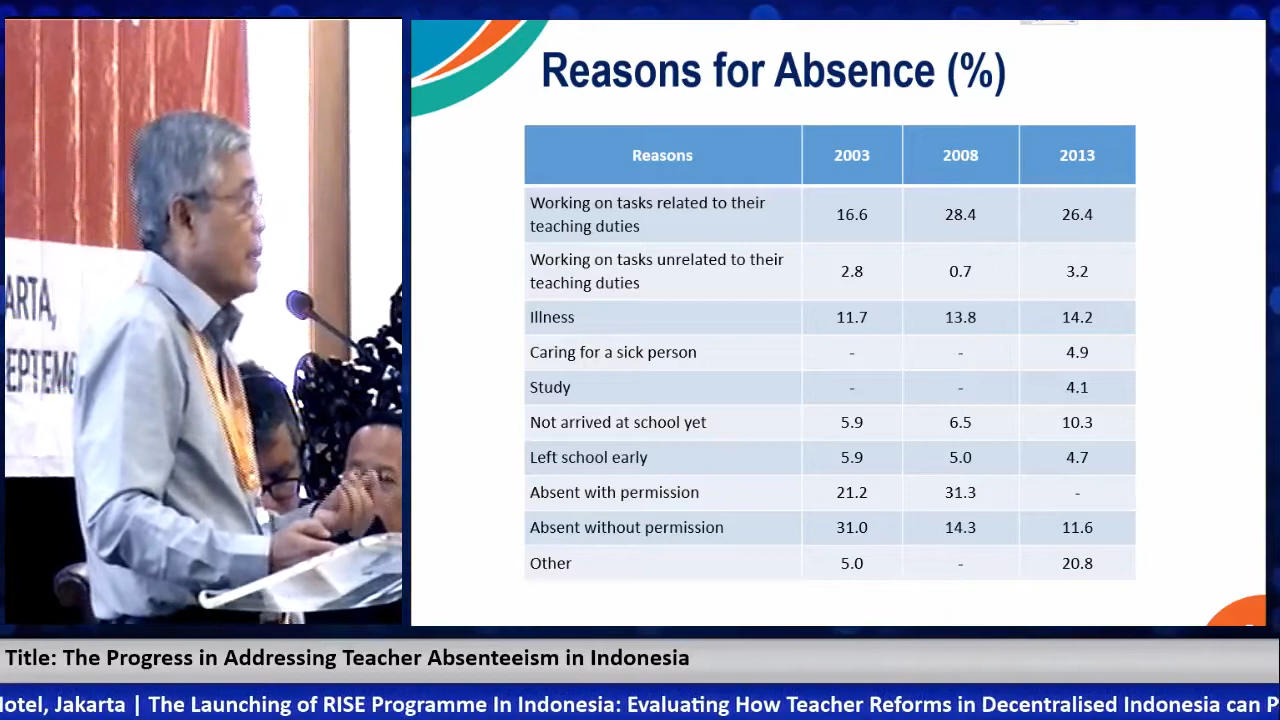 ARTA,
EPTEMB
Reasons for Absence (%)
Reasons 2003 2008 2013
Working on tasks related to their
teaching duties 16.6 28.4 26.4
Working on tasks unrelated to their
teaching duties 2.8 0.7 3.2
Illness 11.7 13.8 14.2
Caring for a sick person - - 4.9
Study - - 4.1
Not arrived at school yet 5.9 6.5 10.3
Left school early 5.9 5.0 4.7
Absent with permission 21.2 31.3 -
Absent without permission 31.0 14.3 11.6
Other 5.0 - 20.8
Title: The Progress in Addressing Teacher Absenteeism in Indonesia
Hotel, Jakarta | The Launching of RISE Programme In Indonesia: Evaluating How Teacher Reforms in Decentralised Indonesia can P